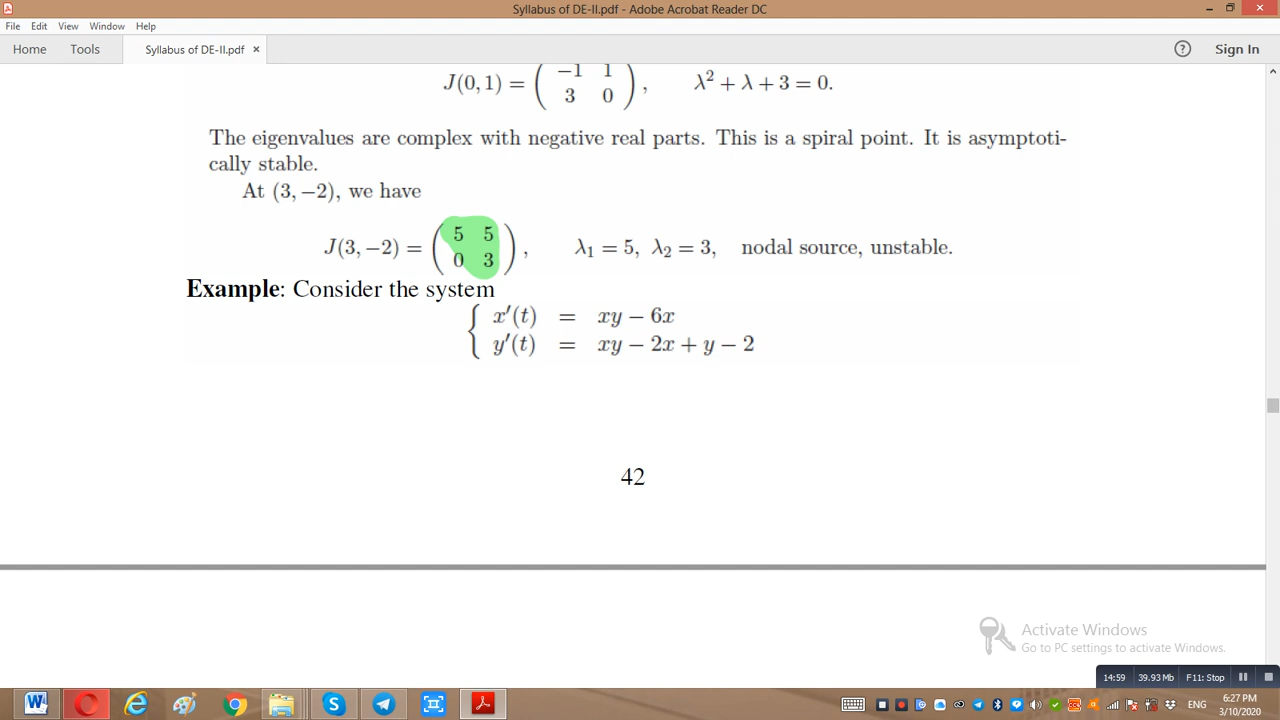 Syllabus of DE-II.pdf - Adobe Acrobat Reader DC
File Edit View Window Help
Home Tools Syllabus of DE-II.pdf × ? Sign In
J(0, 1) = ( −1 1 3 0 ), λ² + λ + 3 = 0.
The eigenvalues are complex with negative real parts. This is a spiral point. It is asymptoti-
cally stable.
At (3, −2), we have
J(3, −2) = ( 5 5 0 3 ), λ₁ = 5, λ₂ = 3, nodal source, unstable.
Example: Consider the system
{ x′(t) = xy − 6x
y′(t) = xy − 2x + y − 2
42
Activate Windows
Go to PC settings to activate Windows.
14:59 39.93 Mb F11: Stop
ENG 6:27 PM
3/10/2020